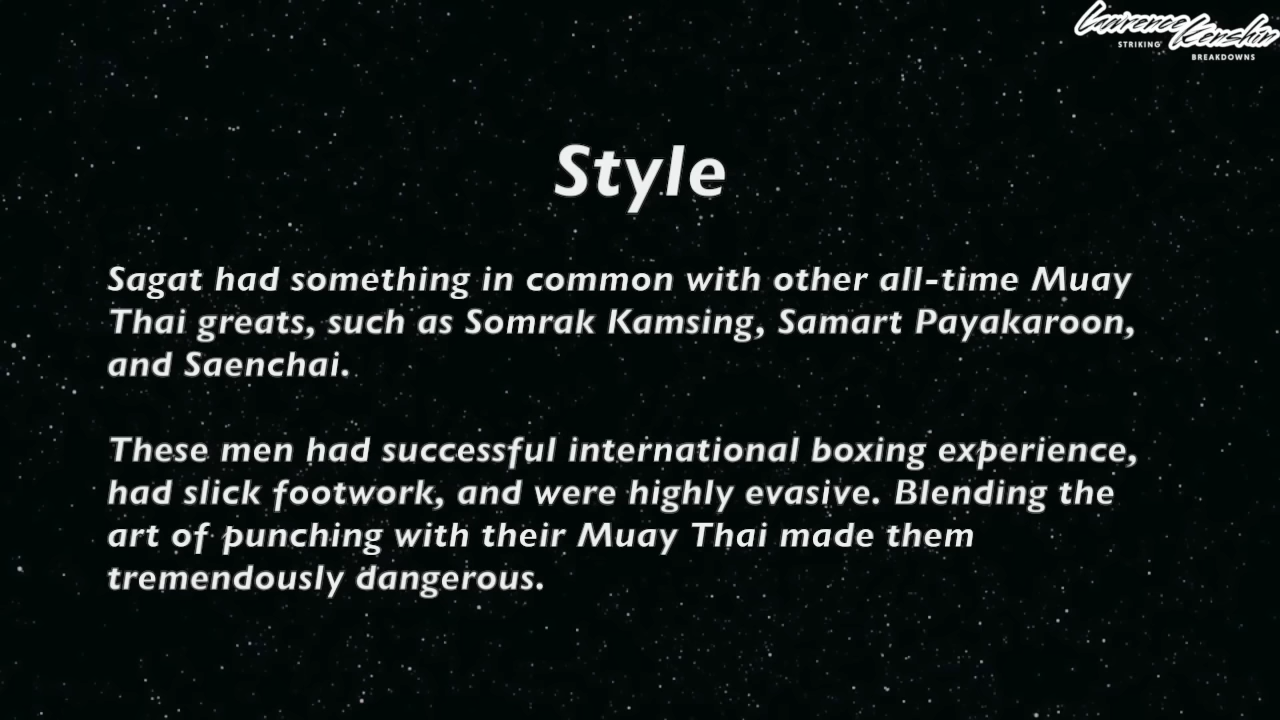 Lawrence Kenshin
STRIKING
BREAKDOWNS
Style
Sagat had something in common with other all-time Muay
Thai greats, such as Somrak Kamsing, Samart Payakaroon,
and Saenchai.
These men had successful international boxing experience,
had slick footwork, and were highly evasive. Blending the
art of punching with their Muay Thai made them
tremendously dangerous.